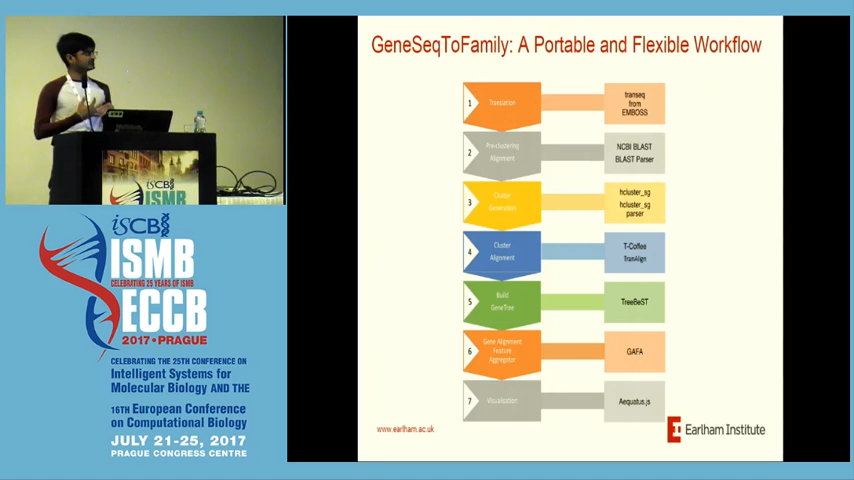 GeneSeqToFamily: A Portable and Flexible Workflow
1
Translation
transeq
from
EMBOSS
2
Pre-clustering
Alignment
NCBI BLAST
BLAST Parser
3
Cluster
Generation
hcluster_sg
hcluster_sg
parser
4
Cluster
Alignment
T-Coffee
TranAlign
5
Build
GeneTree
TreeBeST
6
Gene Alignment
Feature
Aggregator
GAFA
7
Visualisation
Aequatus.js
www.earlham.ac.uk
Earlham Institute
iSCB
ISMB
iSCB
ISMB
CELEBRATING 25 YEARS OF ISMB
ECCB
2017 • PRAGUE
CELEBRATING THE 25TH CONFERENCE ON
Intelligent Systems for
Molecular Biology AND THE
16TH European Conference
on Computational Biology
JULY 21-25, 2017
PRAGUE CONGRESS CENTRE